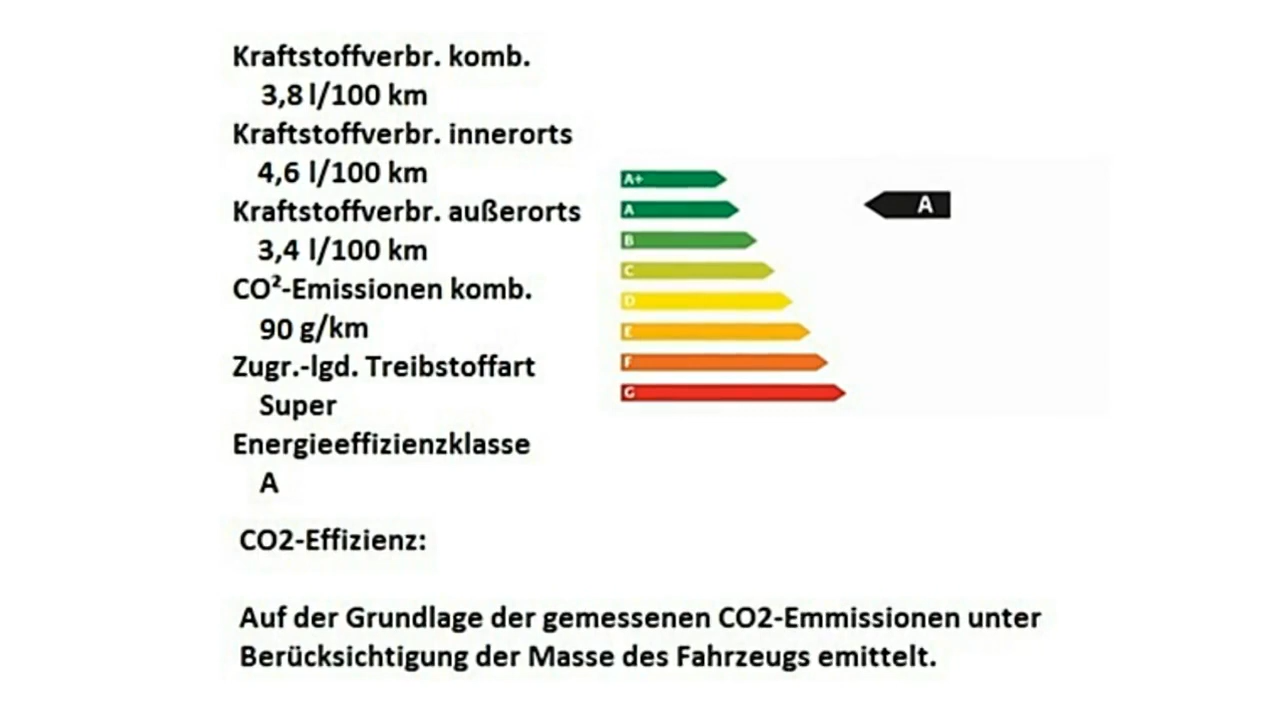 Kraftstoffverbr. komb.
3,8 l/100 km
Kraftstoffverbr. innerorts
4,6 l/100 km
Kraftstoffverbr. außerorts
3,4 l/100 km
CO²-Emissionen komb.
90 g/km
Zugr.-lgd. Treibstoffart
Super
Energieeffizienzklasse
A
A+
A
B
C
D
E
F
G
A
CO2-Effizienz:
Auf der Grundlage der gemessenen CO2-Emmissionen unter
Berücksichtigung der Masse des Fahrzeugs emittelt.